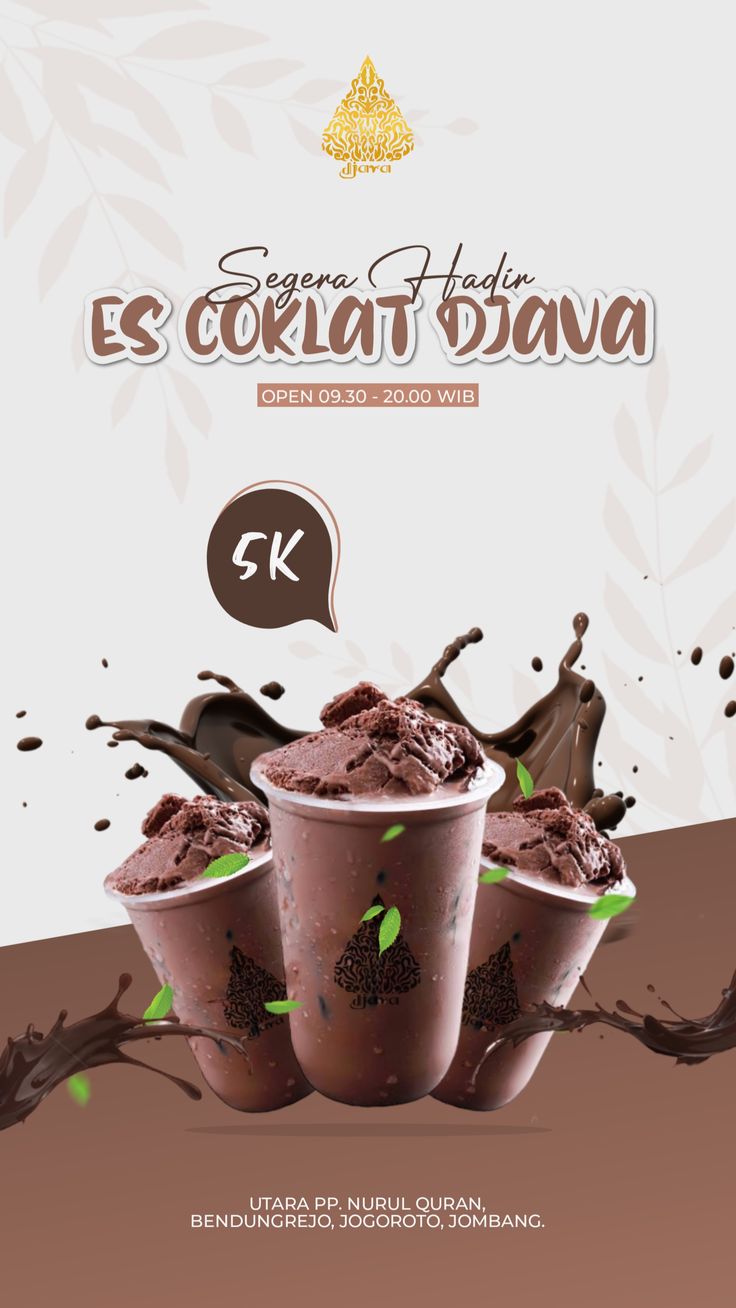 djava
Segera Hadir
ES COKLAT DJAVA
OPEN 09.30 - 20.00 WIB
5K
djava
UTARA PP. NURUL QURAN,
BENDUNGREJO, JOGOROTO, JOMBANG.